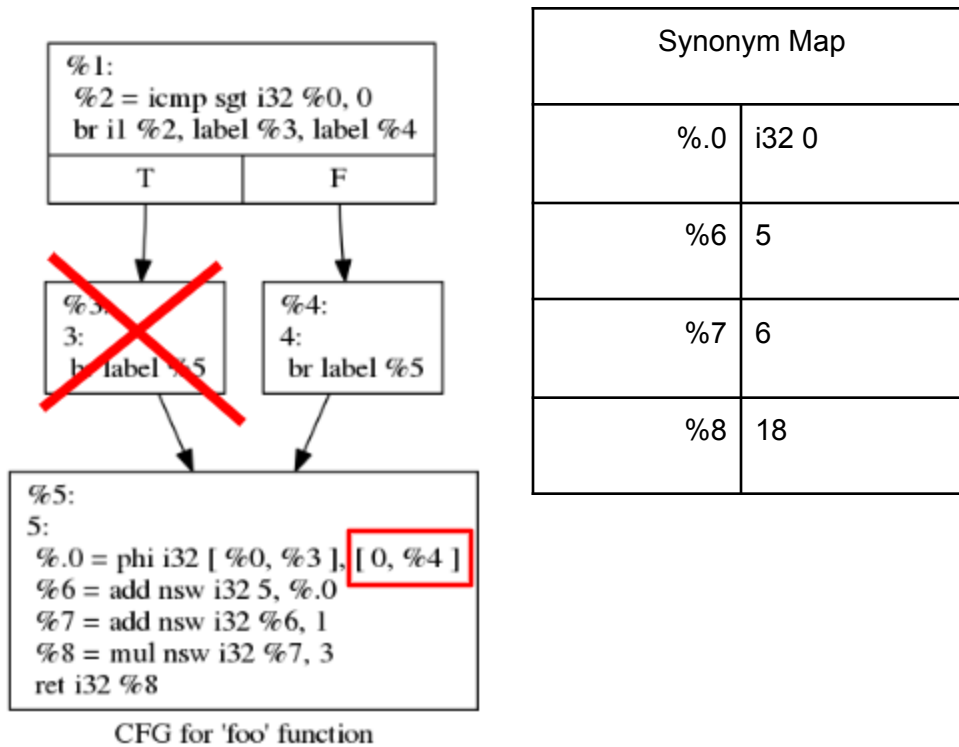 %1:
%2 = icmp sgt i32 %0, 0
br i1 %2, label %3, label %4
T F
%3:
3:
br label %5
%4:
4:
br label %5
%5:
5:
%.0 = phi i32 [ %0, %3 ], [ 0, %4 ]
%6 = add nsw i32 5, %.0
%7 = add nsw i32 %6, 1
%8 = mul nsw i32 %7, 3
ret i32 %8
CFG for 'foo' function
Synonym Map
%.0 i32 0
%6 5
%7 6
%8 18